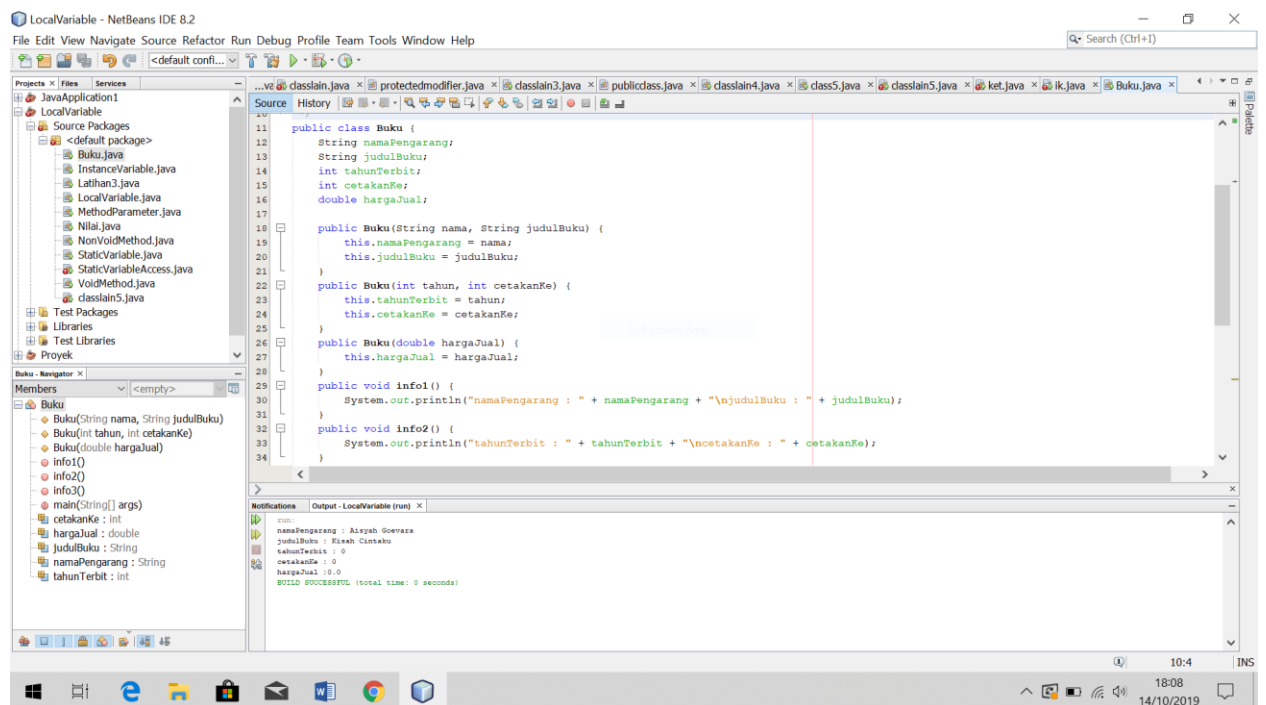 LocalVariable - NetBeans IDE 8.2
File Edit View Navigate Source Refactor Run Debug Profile Team Tools Window Help
Search (Ctrl+I)
<default confi...
Projects Files Services
JavaApplication1
LocalVariable
Source Packages
<default package>
Buku.java
InstanceVariable.java
Latihan3.java
LocalVariable.java
MethodParameter.java
Nilai.java
NonVoidMethod.java
StaticVariable.java
StaticVariableAccess.java
VoidMethod.java
classlain5.java
Test Packages
Libraries
Test Libraries
Proyek
Buku - Navigator
Members <empty>
Buku
Buku(String nama, String judulBuku)
Buku(int tahun, int cetakanKe)
Buku(double hargaJual)
info1()
info2()
info3()
main(String[] args)
cetakanKe : int
hargaJual : double
judulBuku : String
namaPengarang : String
tahunTerbit : int
...va classlain.java protectedmodifier.java classlain3.java publicclass.java classlain4.java class5.java classlain5.java ket.java ik.java Buku.java
Source History
10 */
11 public class Buku {
12 String namaPengarang;
13 String judulBuku;
14 int tahunTerbit;
15 int cetakanKe;
16 double hargaJual;
17
18 public Buku(String nama, String judulBuku) {
19 this.namaPengarang = nama;
20 this.judulBuku = judulBuku;
21 }
22 public Buku(int tahun, int cetakanKe) {
23 this.tahunTerbit = tahun;
24 this.cetakanKe = cetakanKe;
25 }
26 public Buku(double hargaJual) {
27 this.hargaJual = hargaJual;
28 }
29 public void info1() {
30 System.out.println("namaPengarang : " + namaPengarang + "\njudulBuku : " + judulBuku);
31 }
32 public void info2() {
33 System.out.println("tahunTerbit : " + tahunTerbit + "\ncetakanKe : " + cetakanKe);
34 }
Palette
Notifications Output - LocalVariable (run)
run:
namaPengarang : Aisyah Goevara
judulBuku : Kisah Cintaku
tahunTerbit : 0
cetakanKe : 0
hargaJual :0.0
BUILD SUCCESSFUL (total time: 0 seconds)
10:4 INS
18:08
14/10/2019